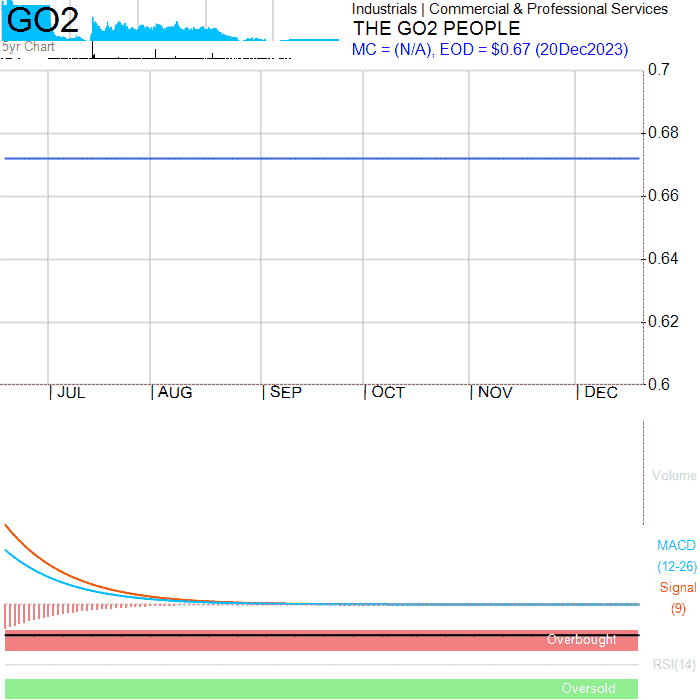 GO2
5yr Chart
Industrials | Commercial & Professional Services
THE GO2 PEOPLE
MC = (N/A), EOD = $0.67 (20Dec2023)
0.7
0.68
0.66
0.64
0.62
0.6
JUL AUG SEP OCT NOV DEC
Volume
MACD
(12-26)
Signal
(9)
Overbought
RSI(14)
Oversold